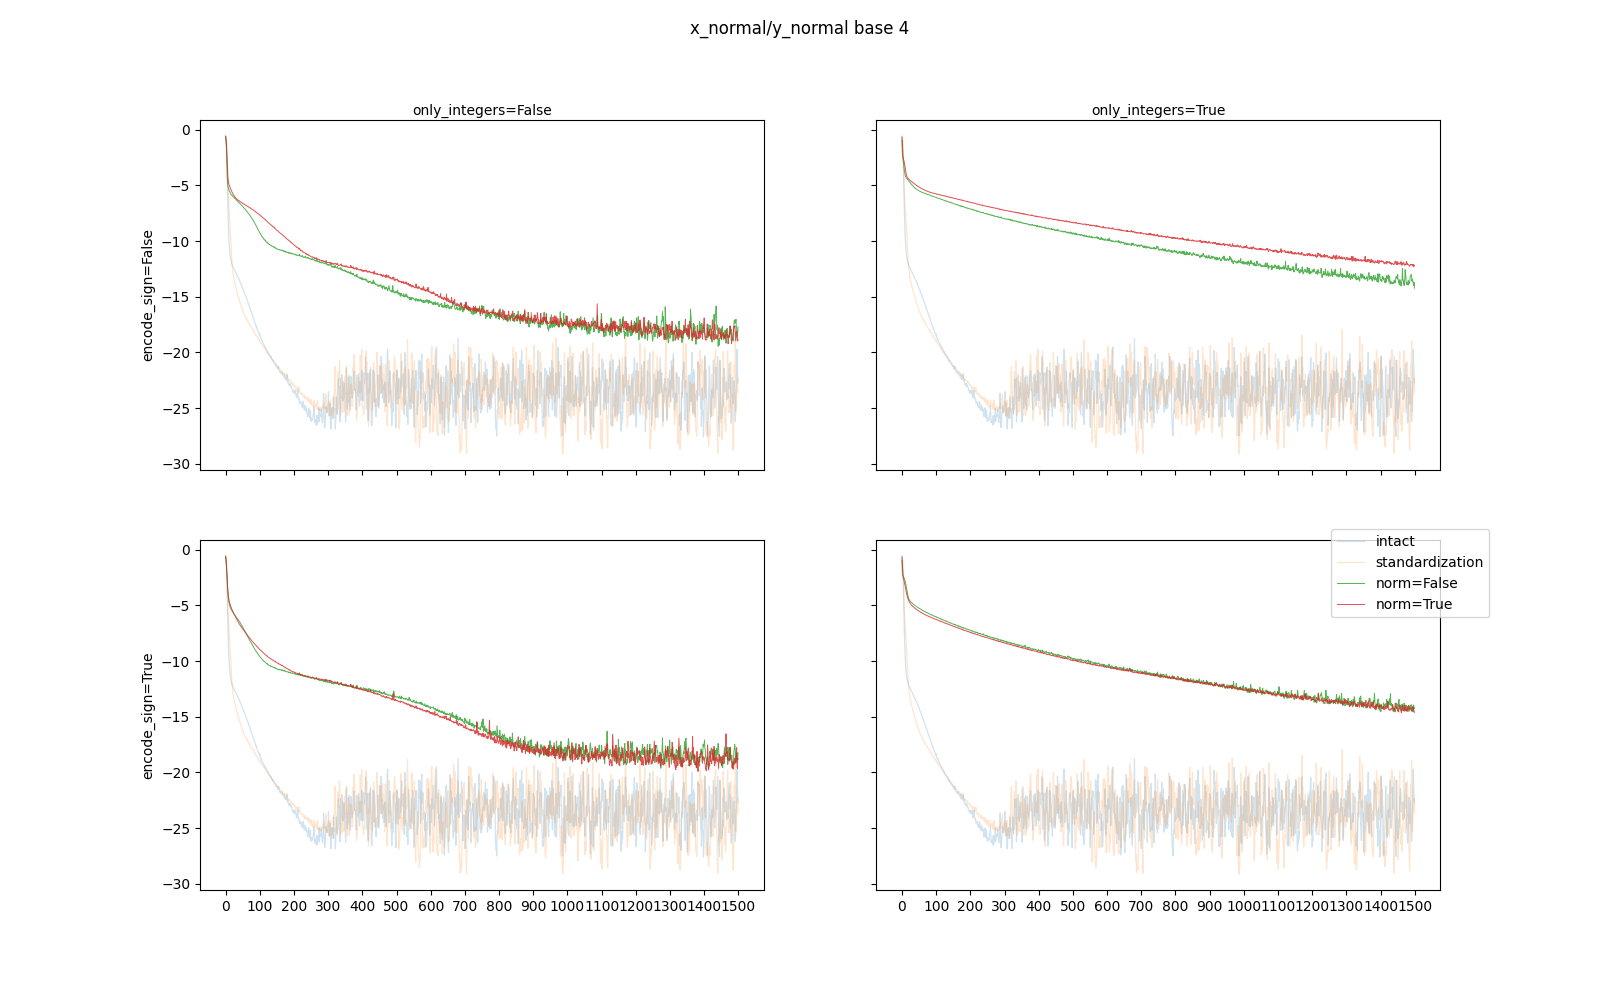 x_normal/y_normal base 4
only_integers=False
only_integers=True
encode_sign=False
0
−5
−10
−15
−20
−25
−30
encode_sign=True
0
−5
−10
−15
−20
−25
−30
intact
standardization
norm=False
norm=True
0 100 200 300 400 500 600 700 800 900 1000 1100 1200 1300 1400 1500
0 100 200 300 400 500 600 700 800 900 1000 1100 1200 1300 1400 1500